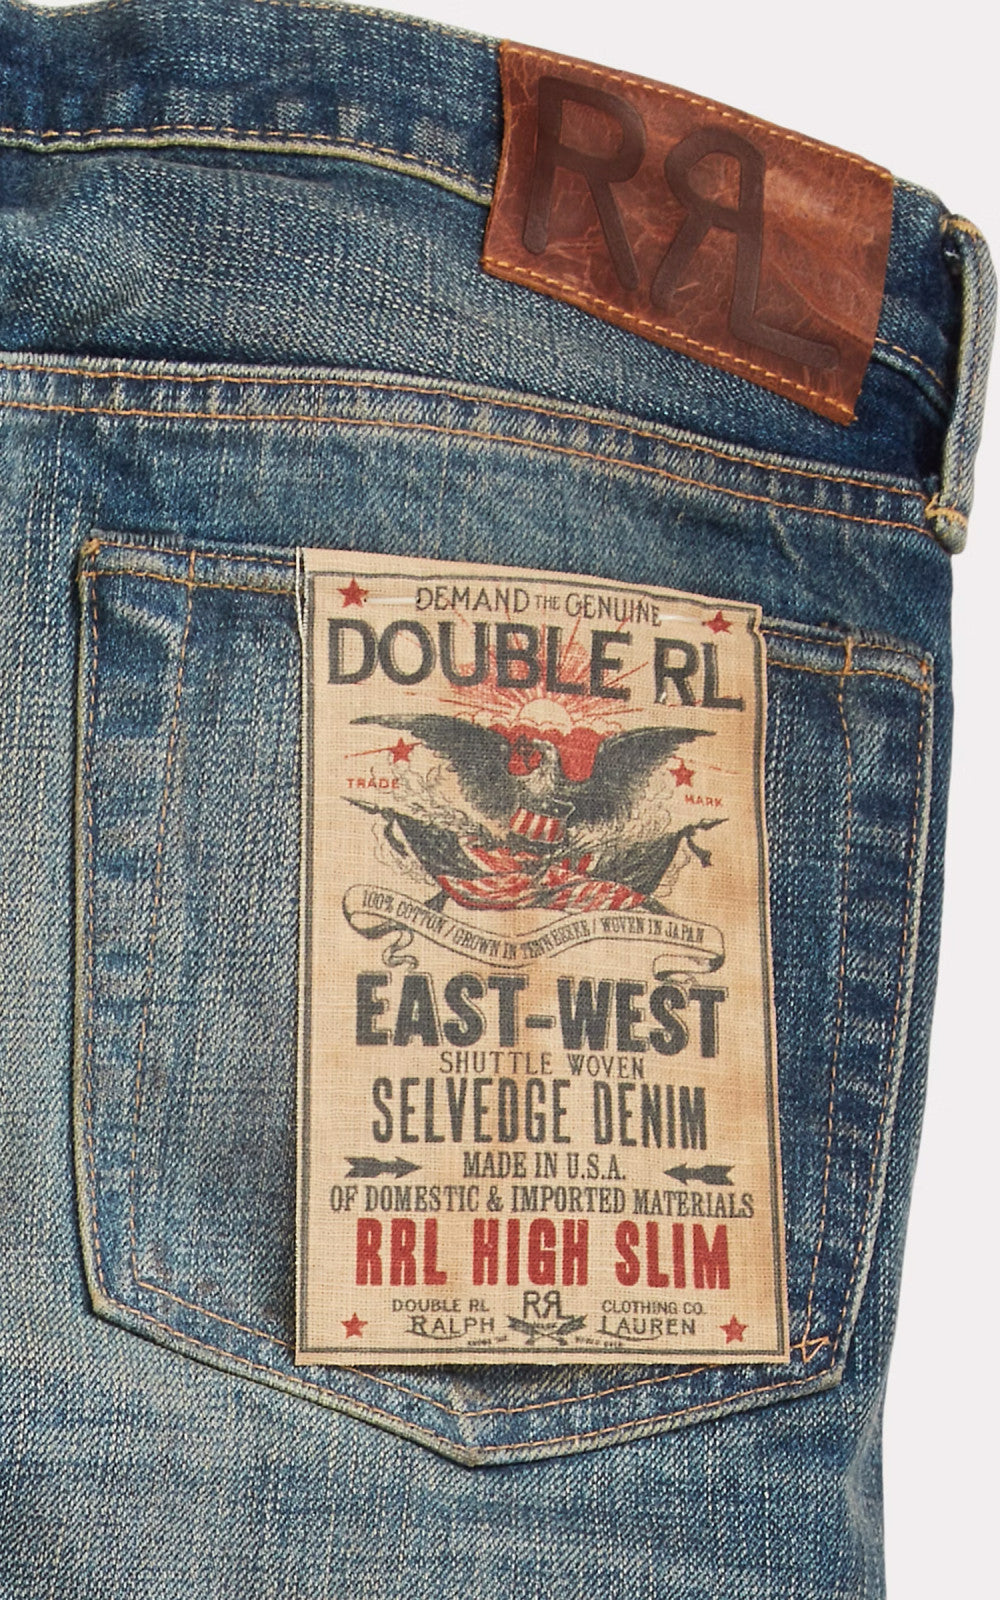 RRL
DEMAND THE GENUINE
DOUBLE RL
TRADE MARK
100% COTTON / GROWN IN TENNESSEE / WOVEN IN JAPAN
EAST-WEST
SHUTTLE WOVEN
SELVEDGE DENIM
MADE IN U.S.A.
OF DOMESTIC & IMPORTED MATERIALS
RRL HIGH SLIM
DOUBLE RL RRL CLOTHING CO.
RALPH LAUREN